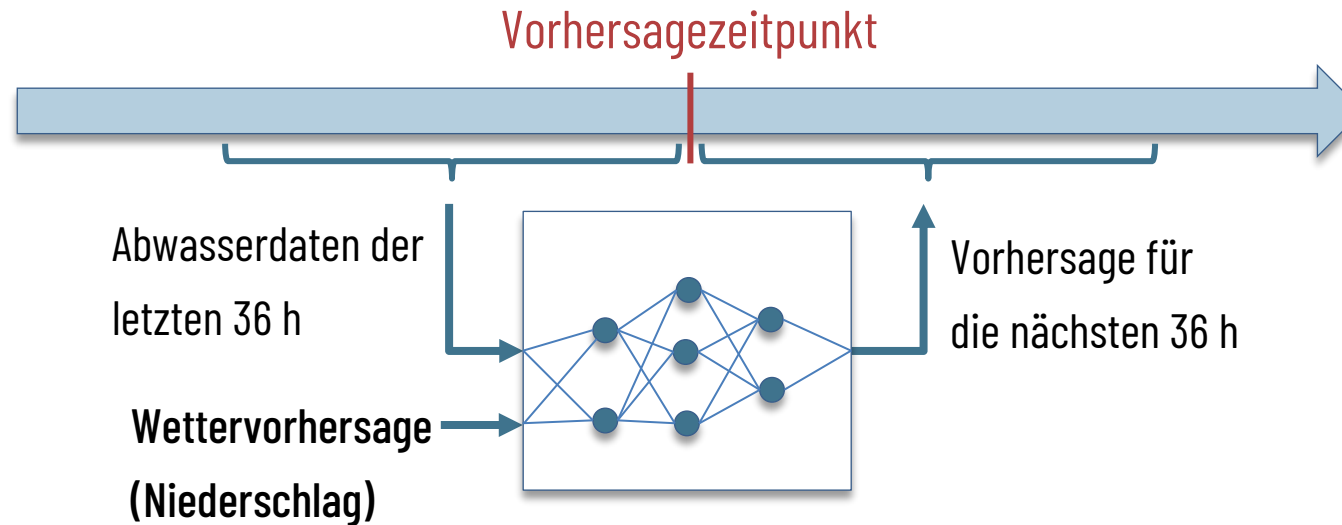 Vorhersagezeitpunkt
Abwasserdaten der
letzten 36 h
Vorhersage für
die nächsten 36 h
Wettervorhersage
(Niederschlag)